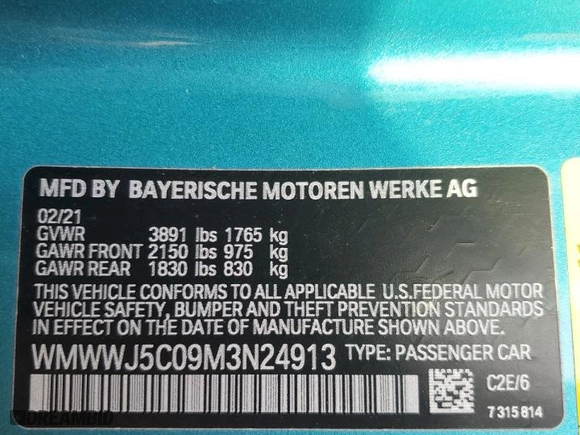 MFD BY BAYERISCHE MOTOREN WERKE AG
02/21
GVWR 3891 lbs 1765 kg
GAWR FRONT 2150 lbs 975 kg
GAWR REAR 1830 lbs 830 kg
THIS VEHICLE CONFORMS TO ALL APPLICABLE U.S. FEDERAL MOTOR
VEHICLE SAFETY, BUMPER AND THEFT PREVENTION STANDARDS
IN EFFECT ON THE DATE OF MANUFACTURE SHOWN ABOVE.
WMWWJ5C09M3N24913 TYPE: PASSENGER CAR
C2E/6
7315814
DREAMBID